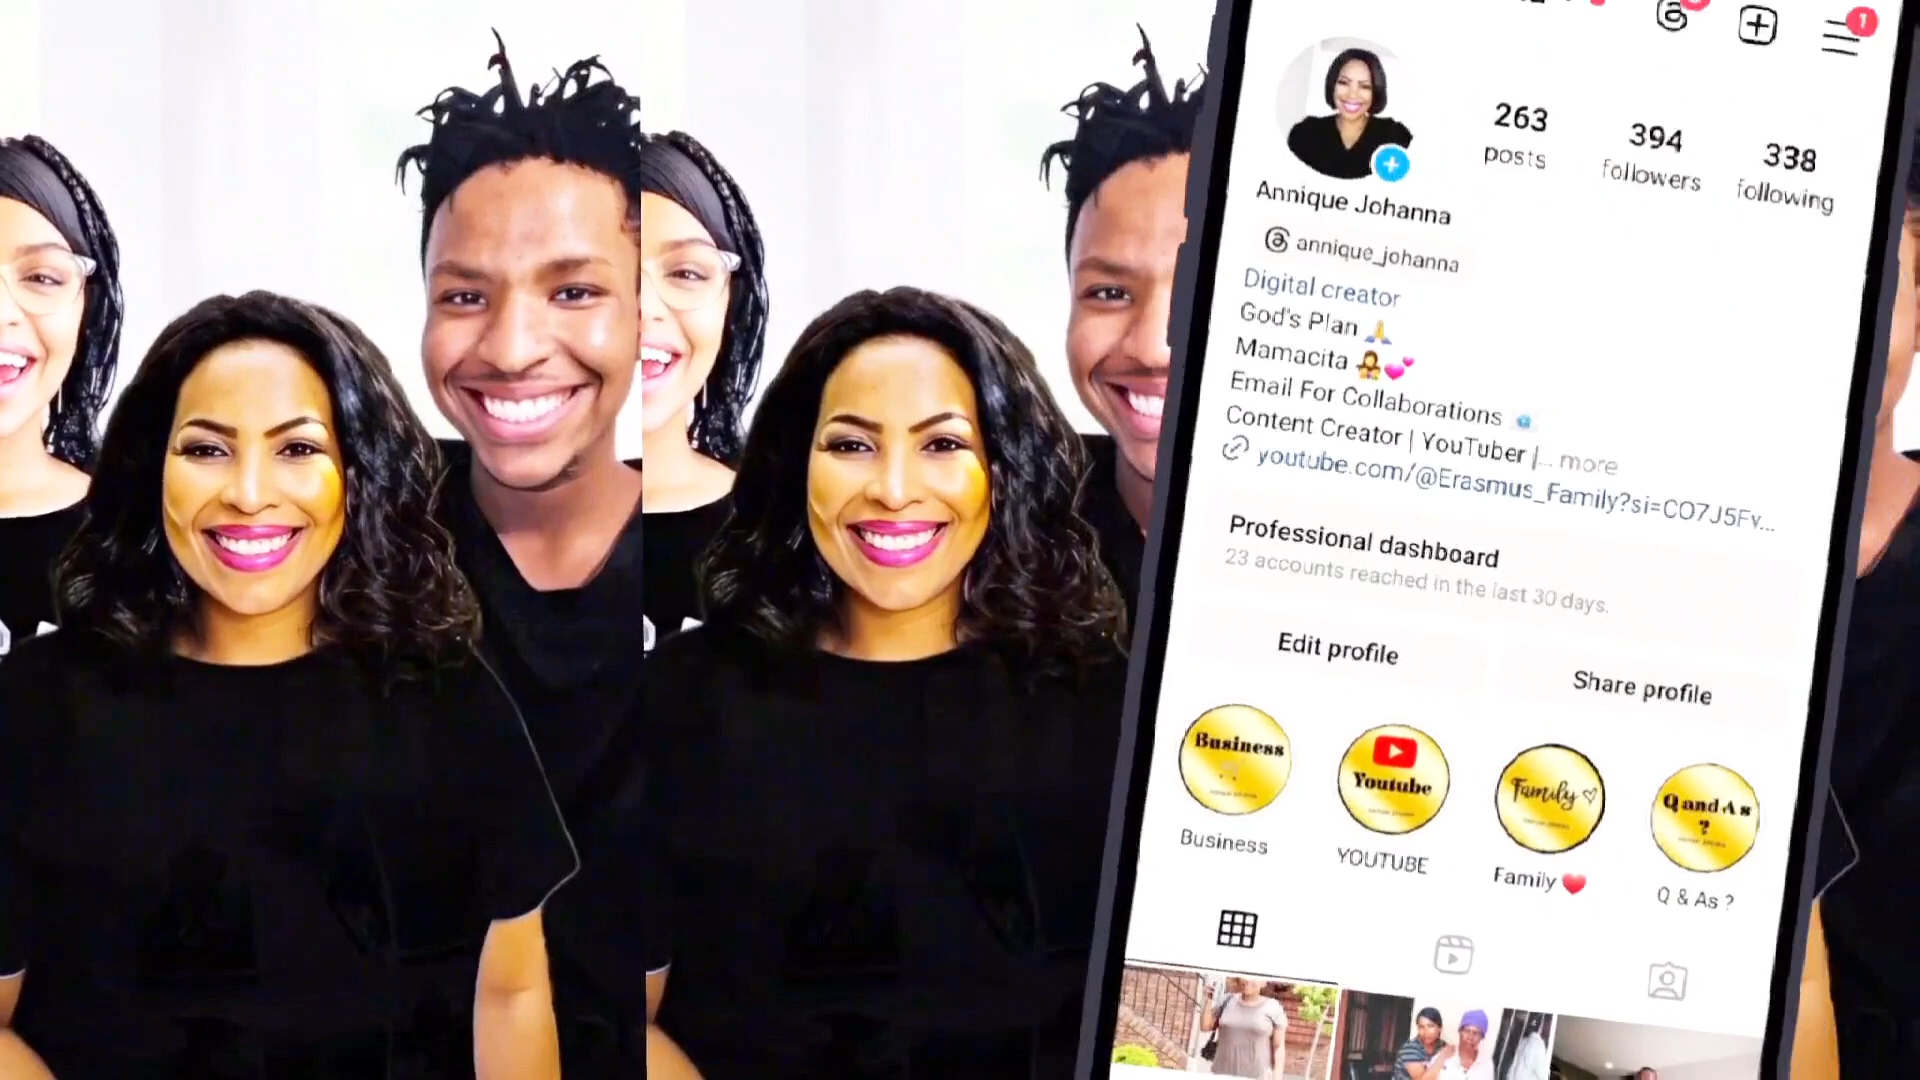 1
263
posts
394
followers
338
following
Annique Johanna
annique_johanna
Digital creator
God's Plan 🙏
Mamacita 👩‍👧💕
Email For Collaborations
Content Creator | YouTuber |... more
youtube.com/@Erasmus_Family?si=CO7J5Fv...
Professional dashboard
23 accounts reached in the last 30 days.
Edit profile
Share profile
Business
Youtube
Family
Q and A s
?
Business
YOUTUBE
Family ❤️
Q & As ?